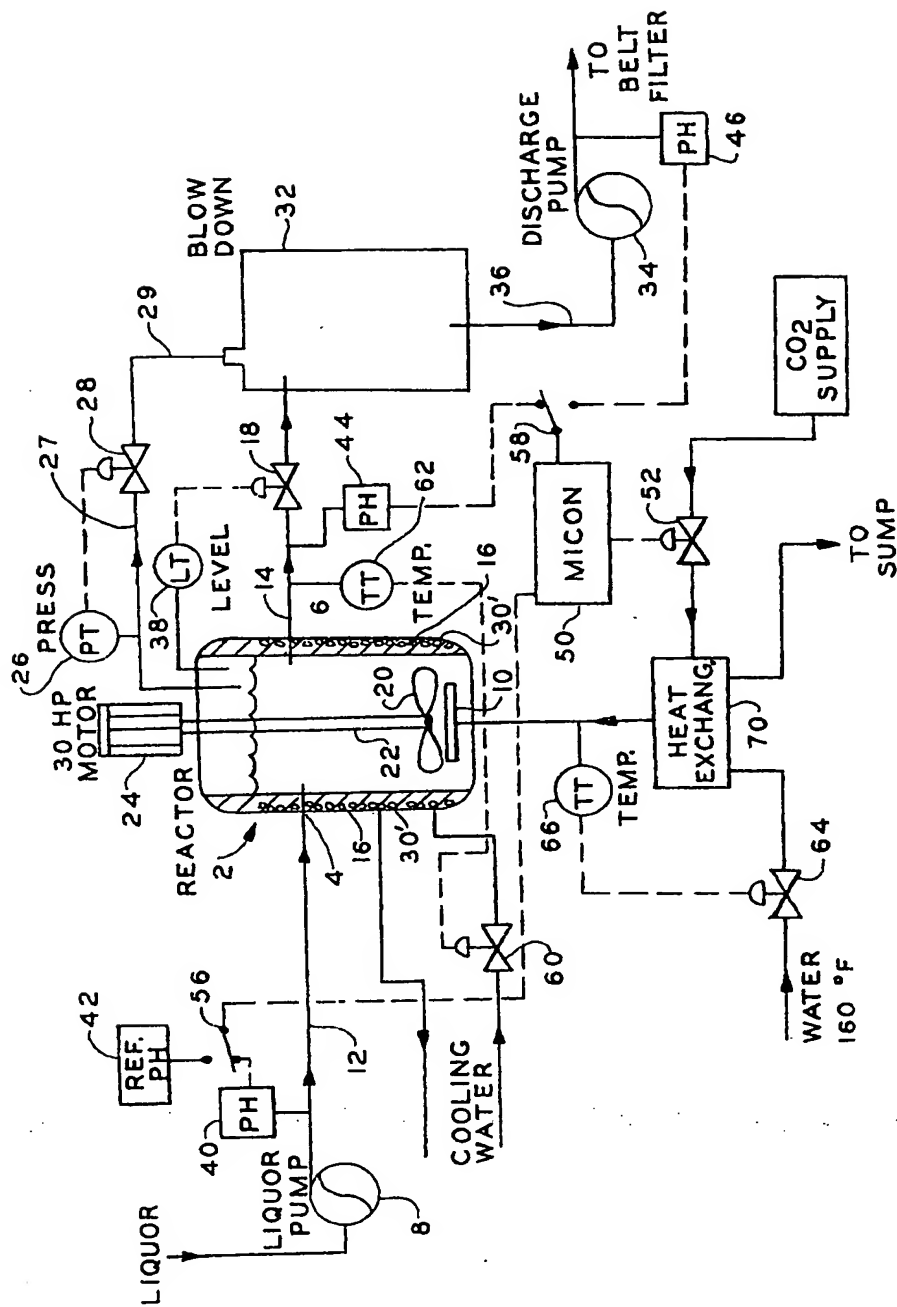 LIQUOR
LIQUOR
PUMP
8
40
PH
42
REF.
PH
56
12
COOLING
WATER
60
REACTOR
2
4
16
30'
30 HP
MOTOR
24
22
20
10
26
PRESS
PT
27
28
29
38
LT
LEVEL
18
14
6
44
PH
62
TT
TEMP.
16
30'
BLOW
DOWN
32
36
DISCHARGE
PUMP
34
TO
BELT
FILTER
PH
46
58
MICON
50
52
CO2
SUPPLY
HEAT
EXCHANG.
70
TO
SUMP
66
TT
TEMP.
64
WATER
160 °F